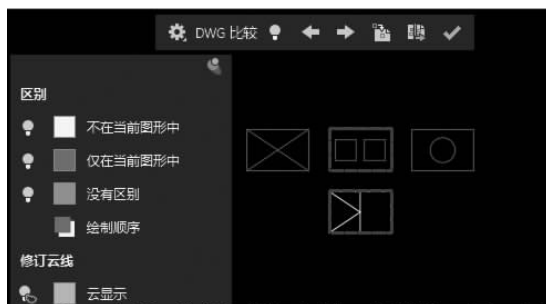 DWG 比较
区别
不在当前图形中
仅在当前图形中
没有区别
绘制顺序
修订云线
云显示